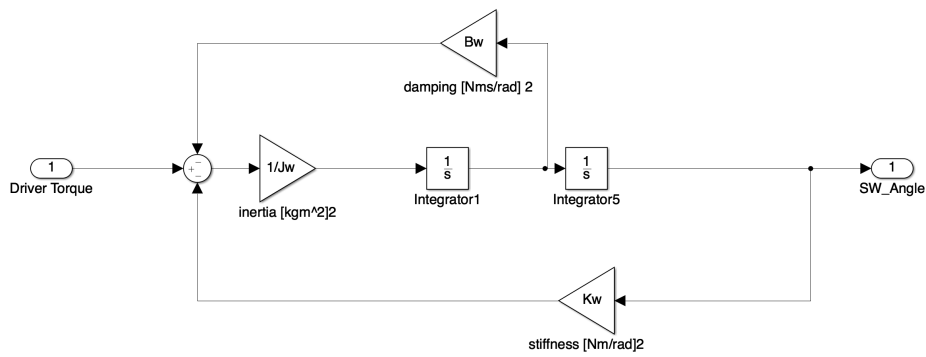 Bw
damping [Nms/rad] 2
1
Driver Torque
+ − −
1/Jw
inertia [kgm^2]2
1
s
Integrator1
1
s
Integrator5
1
SW_Angle
Kw
stiffness [Nm/rad]2